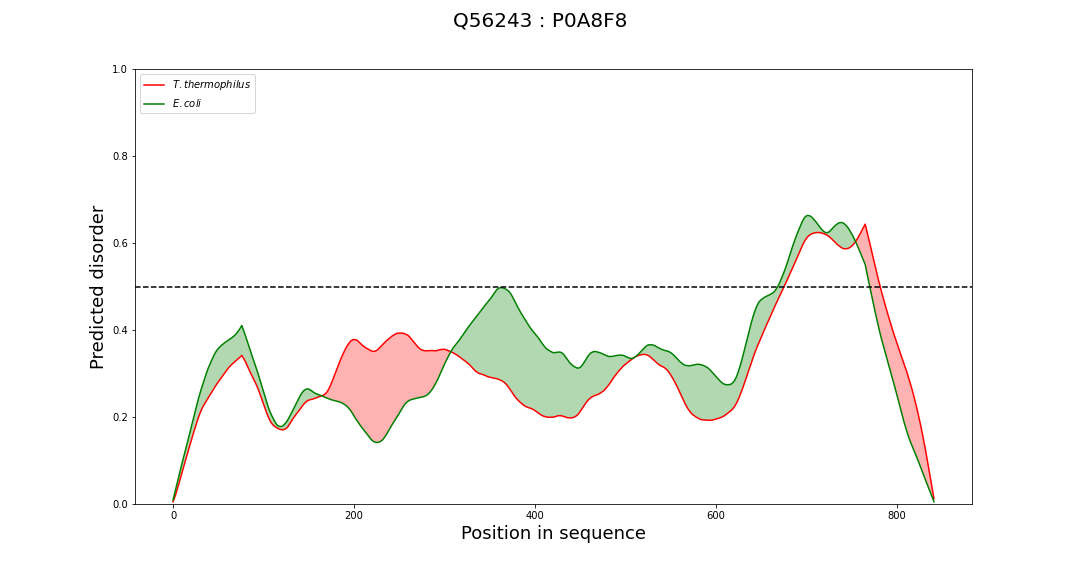 Q56243 : P0A8F8
1.0
T.thermophilus
E.coli
0.8
0.6
0.4
0.2
0.0
Predicted disorder
0 200 400 600 800
Position in sequence